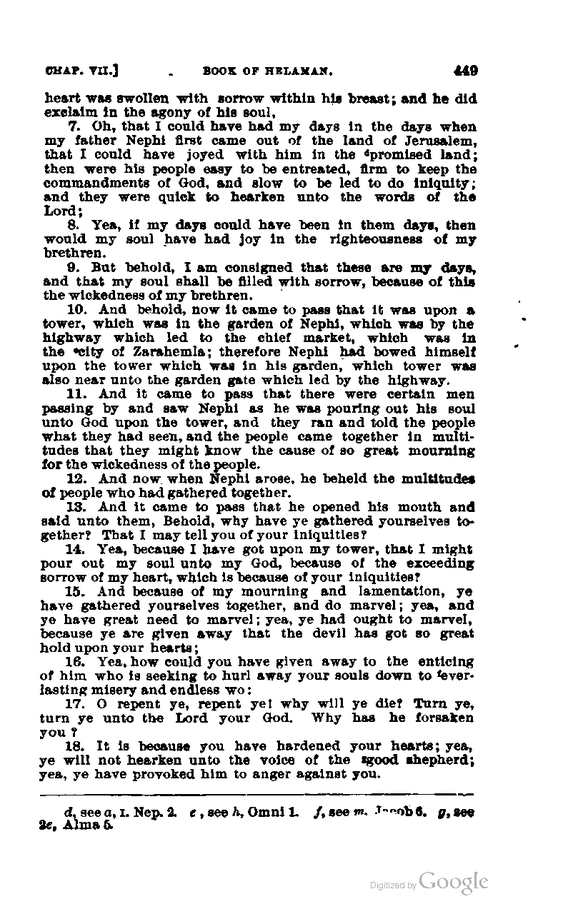 CHAP. VII.] BOOK OF HELAMAN. 449
heart was swollen with sorrow within his breast; and he did
exclaim in the agony of his soul,
7. Oh, that I could have had my days in the days when
my father Nephi first came out of the land of Jerusalem,
that I could have joyed with him in the ᵈpromised land;
then were his people easy to be entreated, firm to keep the
commandments of God, and slow to be led to do iniquity;
and they were quick to hearken unto the words of the
Lord;
8. Yea, if my days could have been in them days, then
would my soul have had joy in the righteousness of my
brethren.
9. But behold, I am consigned that these are my days,
and that my soul shall be filled with sorrow, because of this
the wickedness of my brethren.
10. And behold, now it came to pass that it was upon a
tower, which was in the garden of Nephi, which was by the
highway which led to the chief market, which was in
the ᵉcity of Zarahemla; therefore Nephi had bowed himself
upon the tower which was in his garden, which tower was
also near unto the garden gate which led by the highway.
11. And it came to pass that there were certain men
passing by and saw Nephi as he was pouring out his soul
unto God upon the tower, and they ran and told the people
what they had seen, and the people came together in multi-
tudes that they might know the cause of so great mourning
for the wickedness of the people.
12. And now when Nephi arose, he beheld the multitudes
of people who had gathered together.
13. And it came to pass that he opened his mouth and
said unto them, Behold, why have ye gathered yourselves to-
gether? That I may tell you of your iniquities?
14. Yea, because I have got upon my tower, that I might
pour out my soul unto my God, because of the exceeding
sorrow of my heart, which is because of your iniquities?
15. And because of my mourning and lamentation, ye
have gathered yourselves together, and do marvel; yea, and
ye have great need to marvel; yea, ye had ought to marvel,
because ye are given away that the devil has got so great
hold upon your hearts;
16. Yea, how could you have given away to the enticing
of him who is seeking to hurl away your souls down to ᶠever-
lasting misery and endless wo?
17. O repent ye, repent ye! why will ye die? Turn ye,
turn ye unto the Lord your God. Why has he forsaken
you?
18. It is because you have hardened your hearts; yea,
ye will not hearken unto the voice of the ᵍgood shepherd;
yea, ye have provoked him to anger against you.
d, see a, 1. Nep. 2. e, see h, Omni 1. f, see m, Jacob 6. g, see
2e, Alma 5.
Digitized by Google